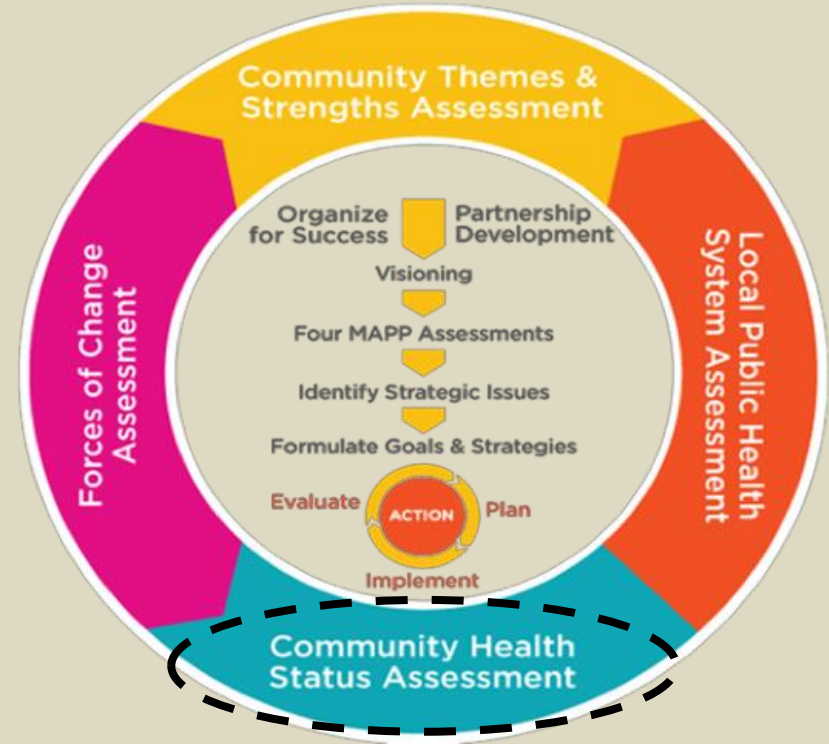 Community Themes &
Strengths Assessment
Organize
for Success
Partnership
Development
Visioning
Four MAPP Assessments
Identify Strategic Issues
Formulate Goals & Strategies
Evaluate
ACTION
Plan
Implement
Forces of Change
Assessment
Local Public Health
System Assessment
Community Health
Status Assessment